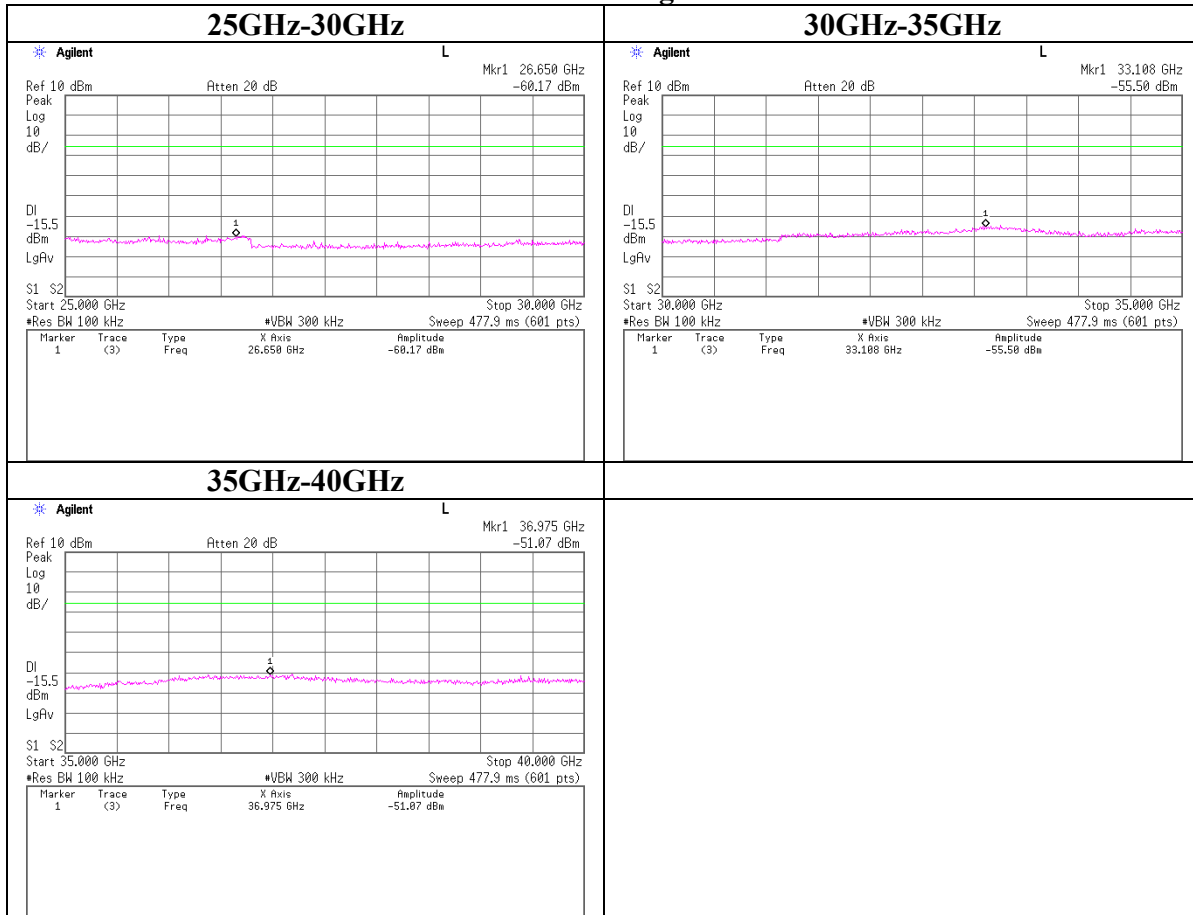 25GHz-30GHz
Agilent
L
Mkr1 26.650 GHz
Ref 10 dBm
Atten 20 dB
-60.17 dBm
Peak
Log
10
dB/
1
DI
-15.5
dBm
LgAv
S1 S2
Start 25.000 GHz
Stop 30.000 GHz
#Res BW 100 kHz
#VBW 300 kHz
Sweep 477.9 ms (601 pts)
Marker Trace Type X Axis Amplitude
1 (3) Freq 26.650 GHz -60.17 dBm
30GHz-35GHz
Agilent
L
Mkr1 33.108 GHz
Ref 10 dBm
Atten 20 dB
-55.50 dBm
Peak
Log
10
dB/
1
DI
-15.5
dBm
LgAv
S1 S2
Start 30.000 GHz
Stop 35.000 GHz
#Res BW 100 kHz
#VBW 300 kHz
Sweep 477.9 ms (601 pts)
Marker Trace Type X Axis Amplitude
1 (3) Freq 33.108 GHz -55.50 dBm
35GHz-40GHz
Agilent
L
Mkr1 36.975 GHz
Ref 10 dBm
Atten 20 dB
-51.07 dBm
Peak
Log
10
dB/
1
DI
-15.5
dBm
LgAv
S1 S2
Start 35.000 GHz
Stop 40.000 GHz
#Res BW 100 kHz
#VBW 300 kHz
Sweep 477.9 ms (601 pts)
Marker Trace Type X Axis Amplitude
1 (3) Freq 36.975 GHz -51.07 dBm